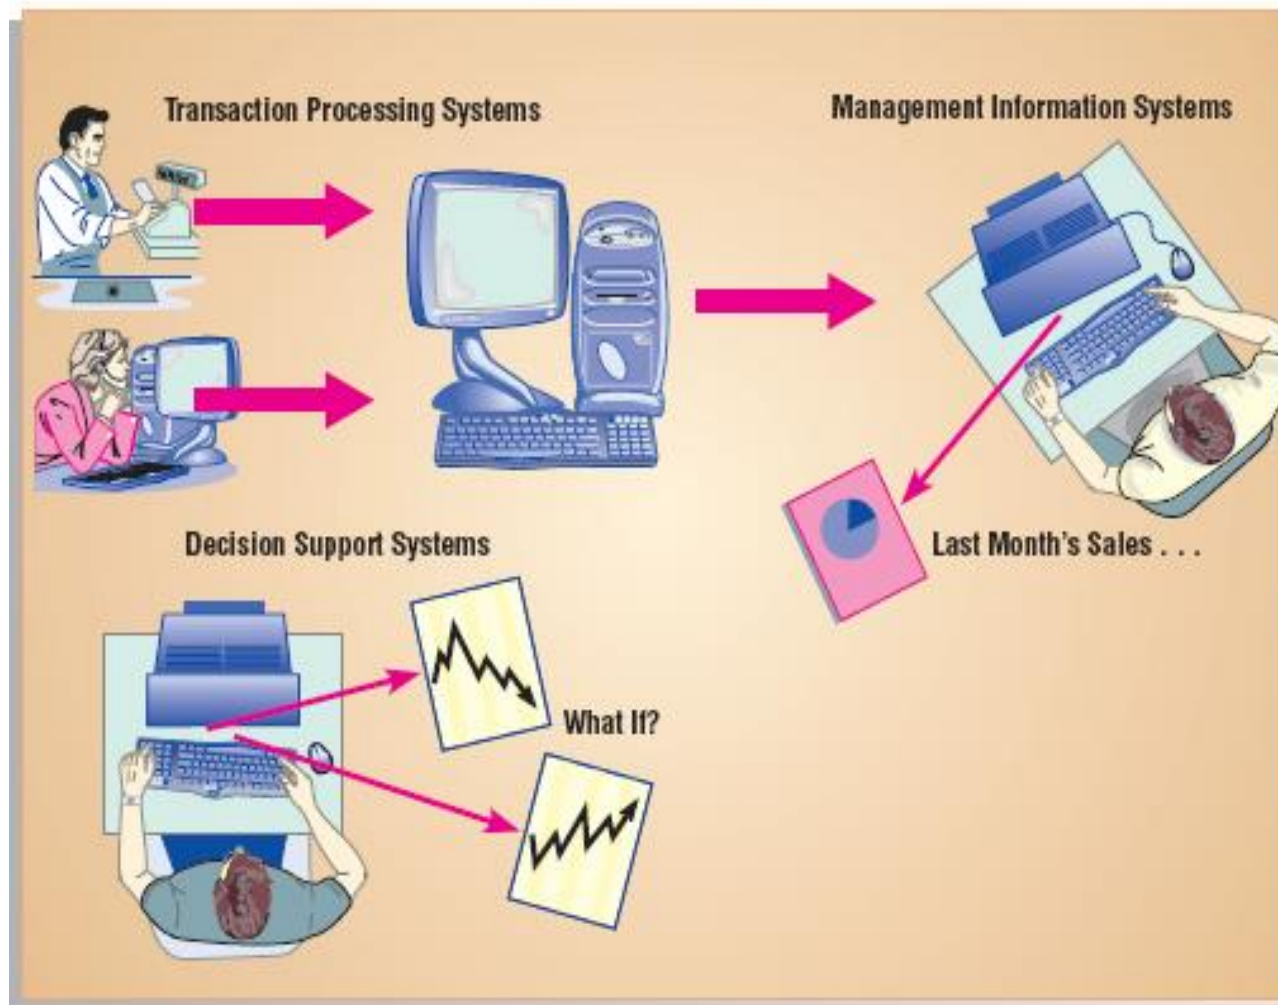 Transaction Processing Systems
Management Information Systems
Last Month's Sales . . .
Decision Support Systems
What If?